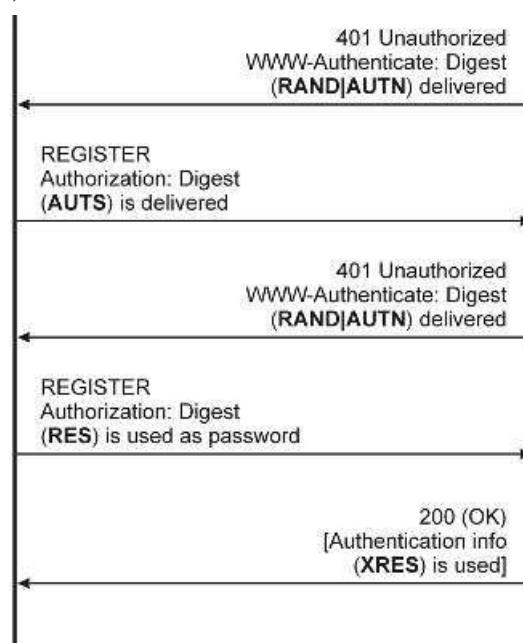 401 Unauthorized
WWW-Authenticate: Digest
(RAND|AUTN) delivered
REGISTER
Authorization: Digest
(AUTS) is delivered
401 Unauthorized
WWW-Authenticate: Digest
(RAND|AUTN) delivered
REGISTER
Authorization: Digest
(RES) is used as password
200 (OK)
[Authentication info
(XRES) is used]